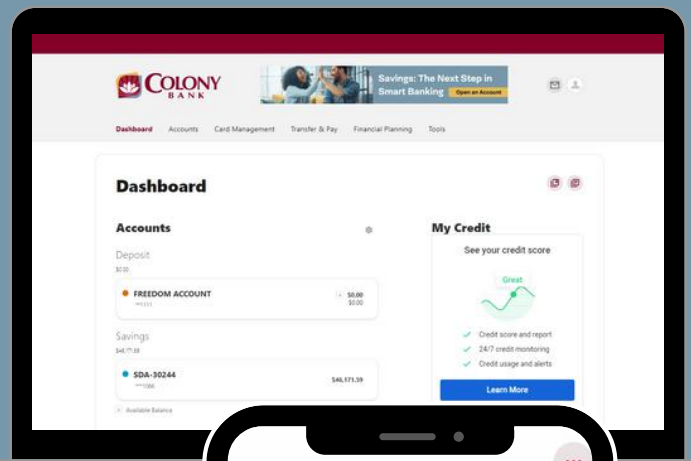 COLONY
BANK
Savings: The Next Step in
Smart Banking Open an Account
Dashboard Accounts Card Management Transfer & Pay Financial Planning Tools
Dashboard
Accounts
Deposit
$0.00
FREEDOM ACCOUNT $0.00
$0.00
Savings
SDA-30244 $46,171.59
Available Balance
My Credit
See your credit score
Great
Credit score and report
24/7 credit monitoring
Credit usage and alerts
Learn More